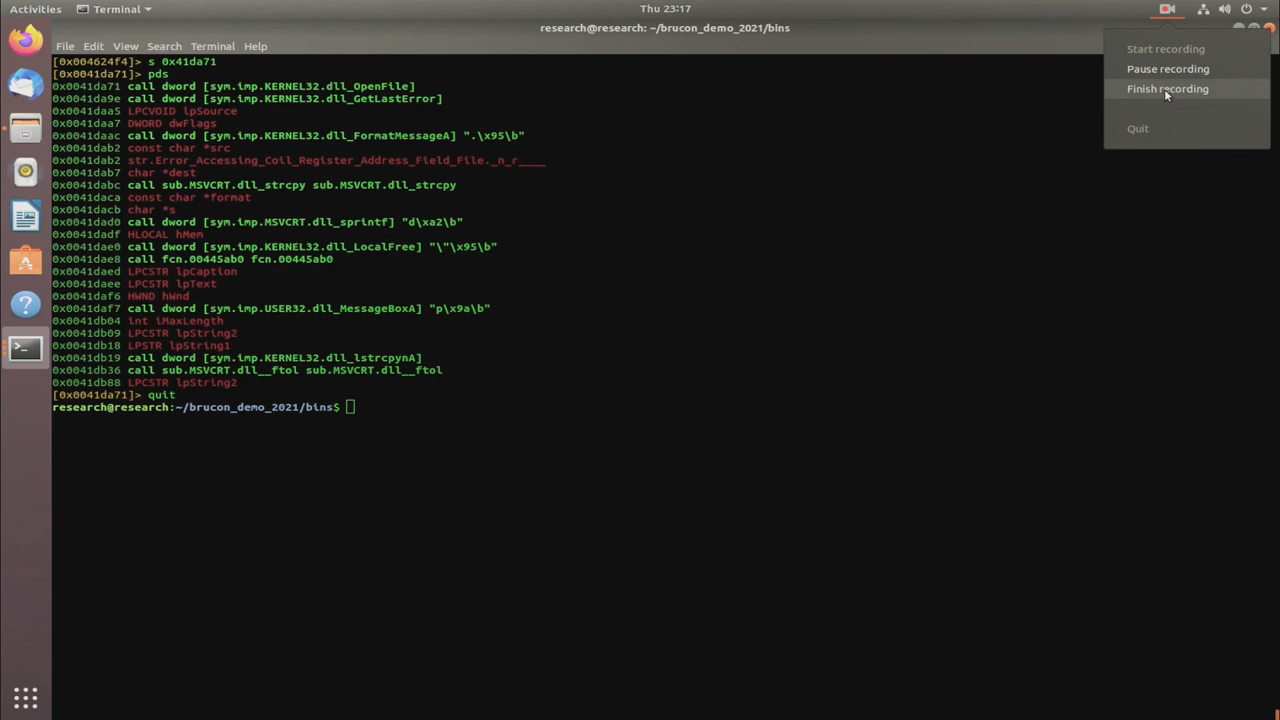 Activities
Terminal
Thu 23:17
research@research: ~/brucon_demo_2021/bins
File Edit View Search Terminal Help
Start recording
Pause recording
Finish recording
Quit
[0x004624f4]> s 0x41da71
[0x0041da71]> pds
0x0041da71 call dword [sym.imp.KERNEL32.dll_OpenFile]
0x0041da9e call dword [sym.imp.KERNEL32.dll_GetLastError]
0x0041daa5 LPCVOID lpSource
0x0041daa7 DWORD dwFlags
0x0041daac call dword [sym.imp.KERNEL32.dll_FormatMessageA] ".\x95\b"
0x0041dab2 const char *src
0x0041dab2 str.Error_Accessing_Coil_Register_Address_Field_File._n_r____
0x0041dab7 char *dest
0x0041dabc call sub.MSVCRT.dll_strcpy sub.MSVCRT.dll_strcpy
0x0041daca const char *format
0x0041dacb char *s
0x0041dad0 call dword [sym.imp.MSVCRT.dll_sprintf] "d\xa2\b"
0x0041dadf HLOCAL hMem
0x0041dae0 call dword [sym.imp.KERNEL32.dll_LocalFree] "\"\x95\b"
0x0041dae8 call fcn.00445ab0 fcn.00445ab0
0x0041daed LPCSTR lpCaption
0x0041daee LPCSTR lpText
0x0041daf6 HWND hWnd
0x0041daf7 call dword [sym.imp.USER32.dll_MessageBoxA] "p\x9a\b"
0x0041db04 int iMaxLength
0x0041db09 LPCSTR lpString2
0x0041db18 LPSTR lpString1
0x0041db19 call dword [sym.imp.KERNEL32.dll_lstrcpynA]
0x0041db36 call sub.MSVCRT.dll__ftol sub.MSVCRT.dll__ftol
0x0041db88 LPCSTR lpString2
[0x0041da71]> quit
research@research:~/brucon_demo_2021/bins$